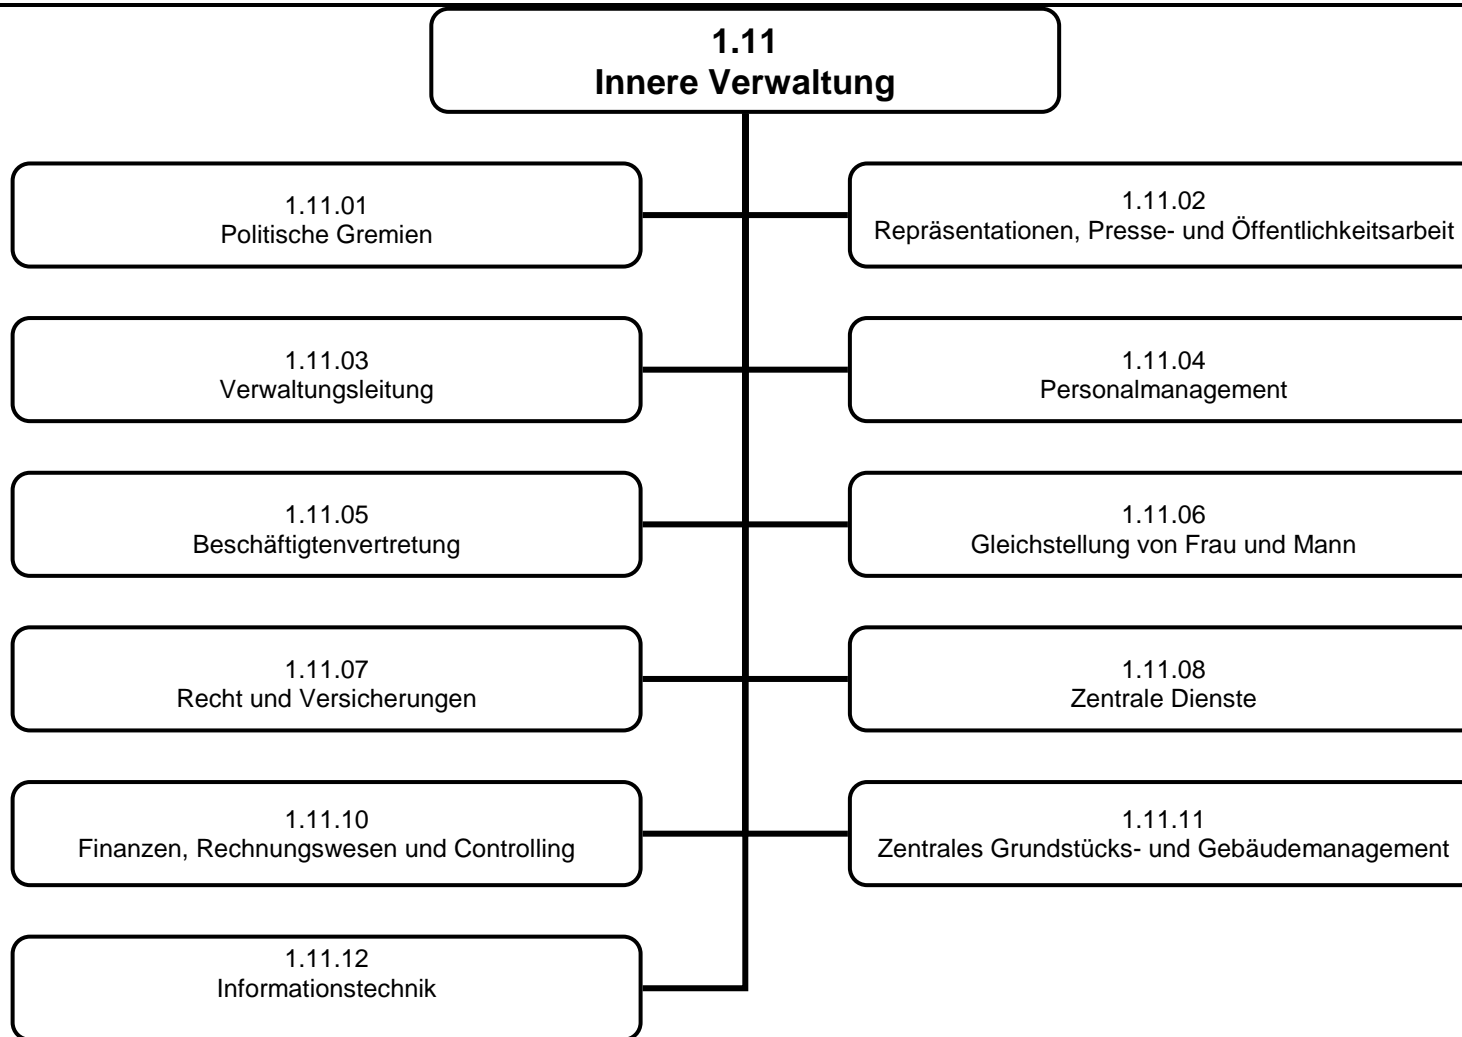 1.11
Innere Verwaltung
1.11.01
Politische Gremien
1.11.02
Repräsentationen, Presse- und Öffentlichkeitsarbeit
1.11.03
Verwaltungsleitung
1.11.04
Personalmanagement
1.11.05
Beschäftigtenvertretung
1.11.06
Gleichstellung von Frau und Mann
1.11.07
Recht und Versicherungen
1.11.08
Zentrale Dienste
1.11.10
Finanzen, Rechnungswesen und Controlling
1.11.11
Zentrales Grundstücks- und Gebäudemanagement
1.11.12
Informationstechnik